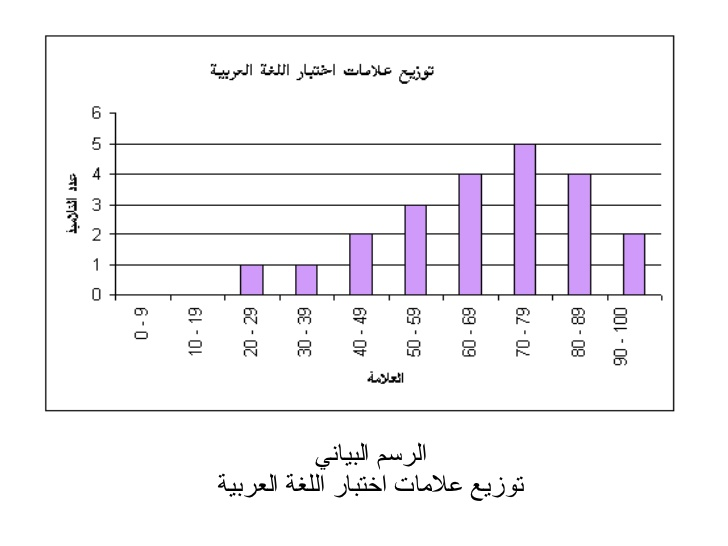 توزيع علامات اختبار اللغة العربية
6
5
4
3
2
1
0
عدد التلاميذ
0 - 9
10 - 19
20 - 29
30 - 39
40 - 49
50 - 59
60 - 69
70 - 79
80 - 89
90 - 100
العلامة
الرسم البياني
توزيع علامات اختبار اللغة العربية